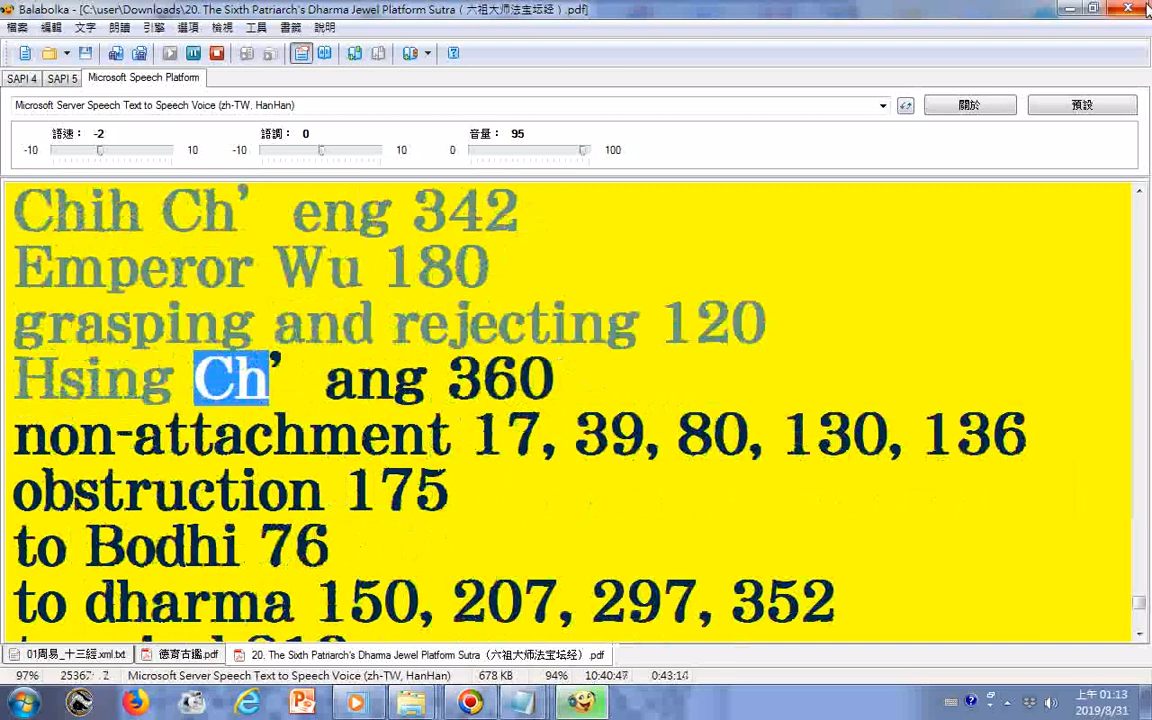 Balabolka - [C:\user\Downloads\20. The Sixth Patriarch's Dharma Jewel Platform Sutra（六祖大师法宝坛经）.pdf]
檔案 編輯 文字 朗讀 引擎 選項 檢視 工具 書籤 說明
SAPI 4 SAPI 5 Microsoft Speech Platform
Microsoft Server Speech Text to Speech Voice (zh-TW, HanHan) 關於 預設
語速： -2 語調： 0 音量： 95
-10 10 -10 10 0 100
Chih Ch’ eng 342
Emperor Wu 180
grasping and rejecting 120
Hsing Ch’ ang 360
non-attachment 17, 39, 80, 130, 136
obstruction 175
to Bodhi 76
to dharma 150, 207, 297, 352
01周易_十三經.xml.txt 德育古鑑.pdf 20. The Sixth Patriarch's Dharma Jewel Platform Sutra（六祖大师法宝坛经）.pdf
97% Microsoft Server Speech Text to Speech Voice (zh-TW, HanHan) 678 KB 94% 10:40:47 0:43:14
上午 01:13
2019/8/31